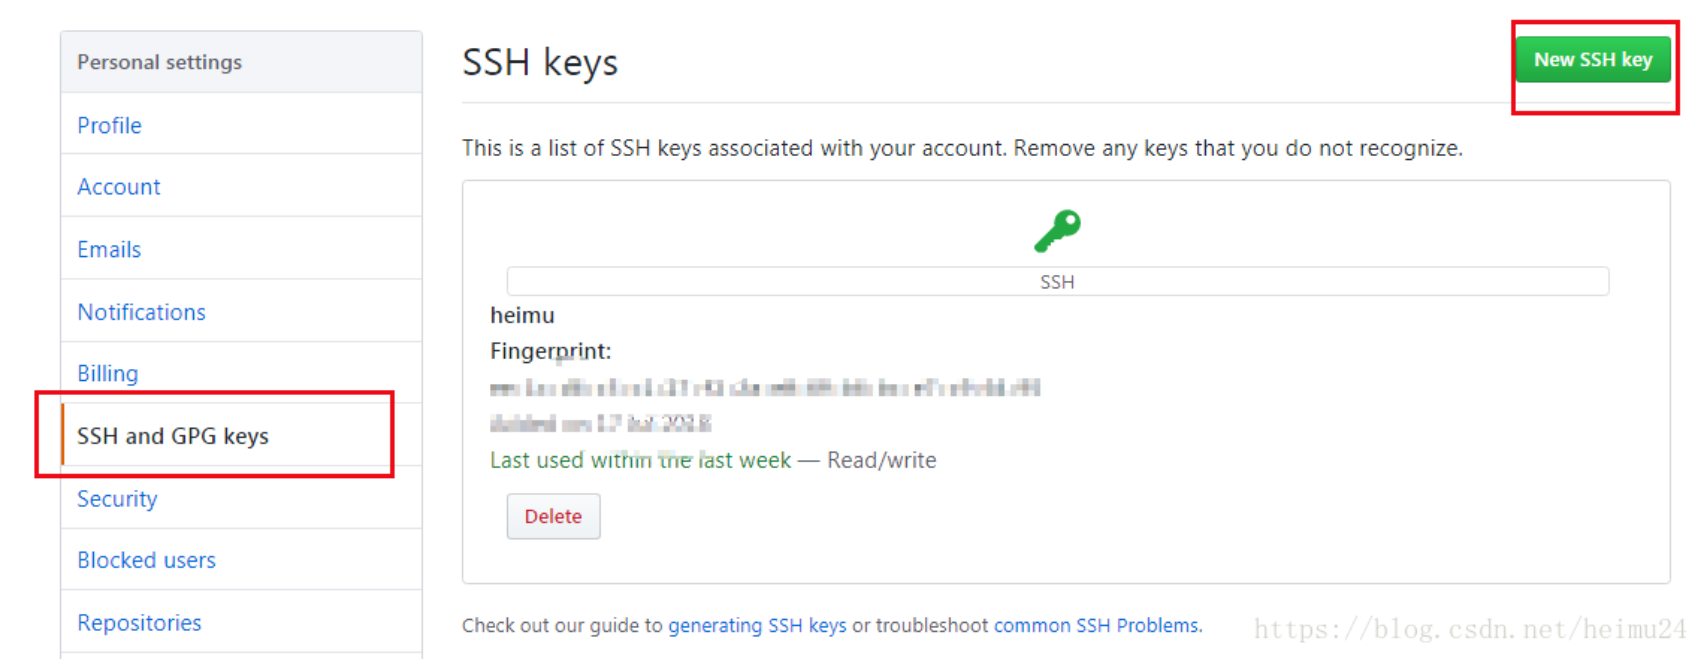 Personal settings
Profile
Account
Emails
Notifications
Billing
SSH and GPG keys
Security
Blocked users
Repositories
SSH keys
New SSH key
This is a list of SSH keys associated with your account. Remove any keys that you do not recognize.
SSH
heimu
Fingerprint:
Last used within the last week — Read/write
Delete
Check out our guide to generating SSH keys or troubleshoot common SSH Problems.
https://blog.csdn.net/heimu24